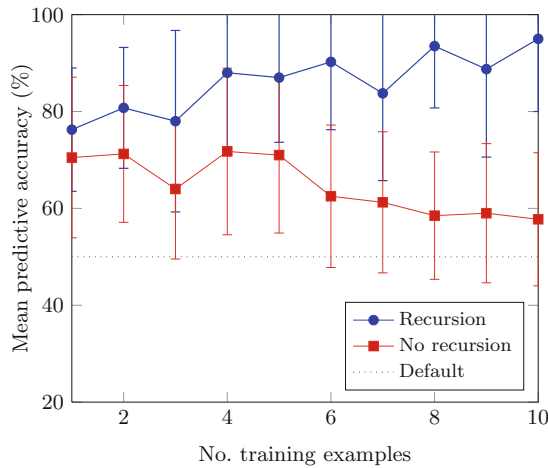 100
80
60
40
20
2
4
6
8
10
Mean predictive accuracy (%)
No. training examples
Recursion
No recursion
Default